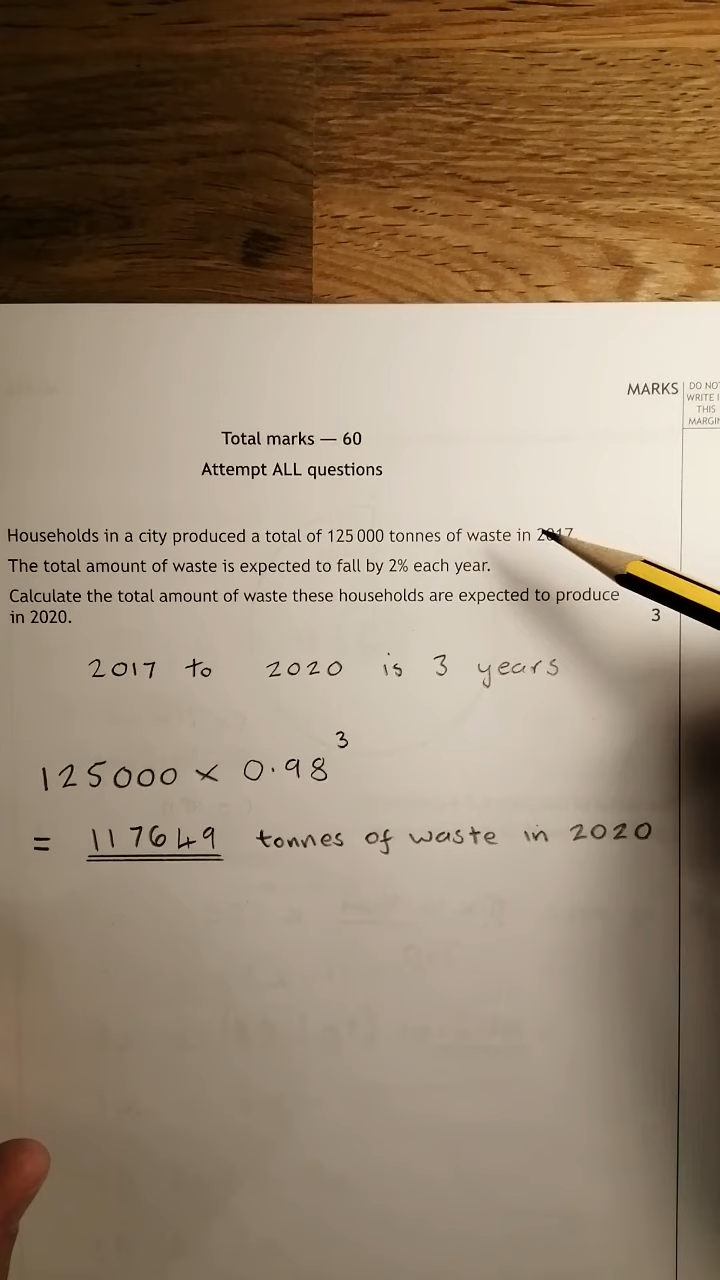 MARKS
DO NOT
WRITE I
THIS
MARGIN
Total marks — 60
Attempt ALL questions
Households in a city produced a total of 125 000 tonnes of waste in 2017
The total amount of waste is expected to fall by 2% each year.
Calculate the total amount of waste these households are expected to produce
in 2020.
3
2017 to 2020 is 3 years
125000 × 0.98³
= 117649 tonnes of waste in 2020